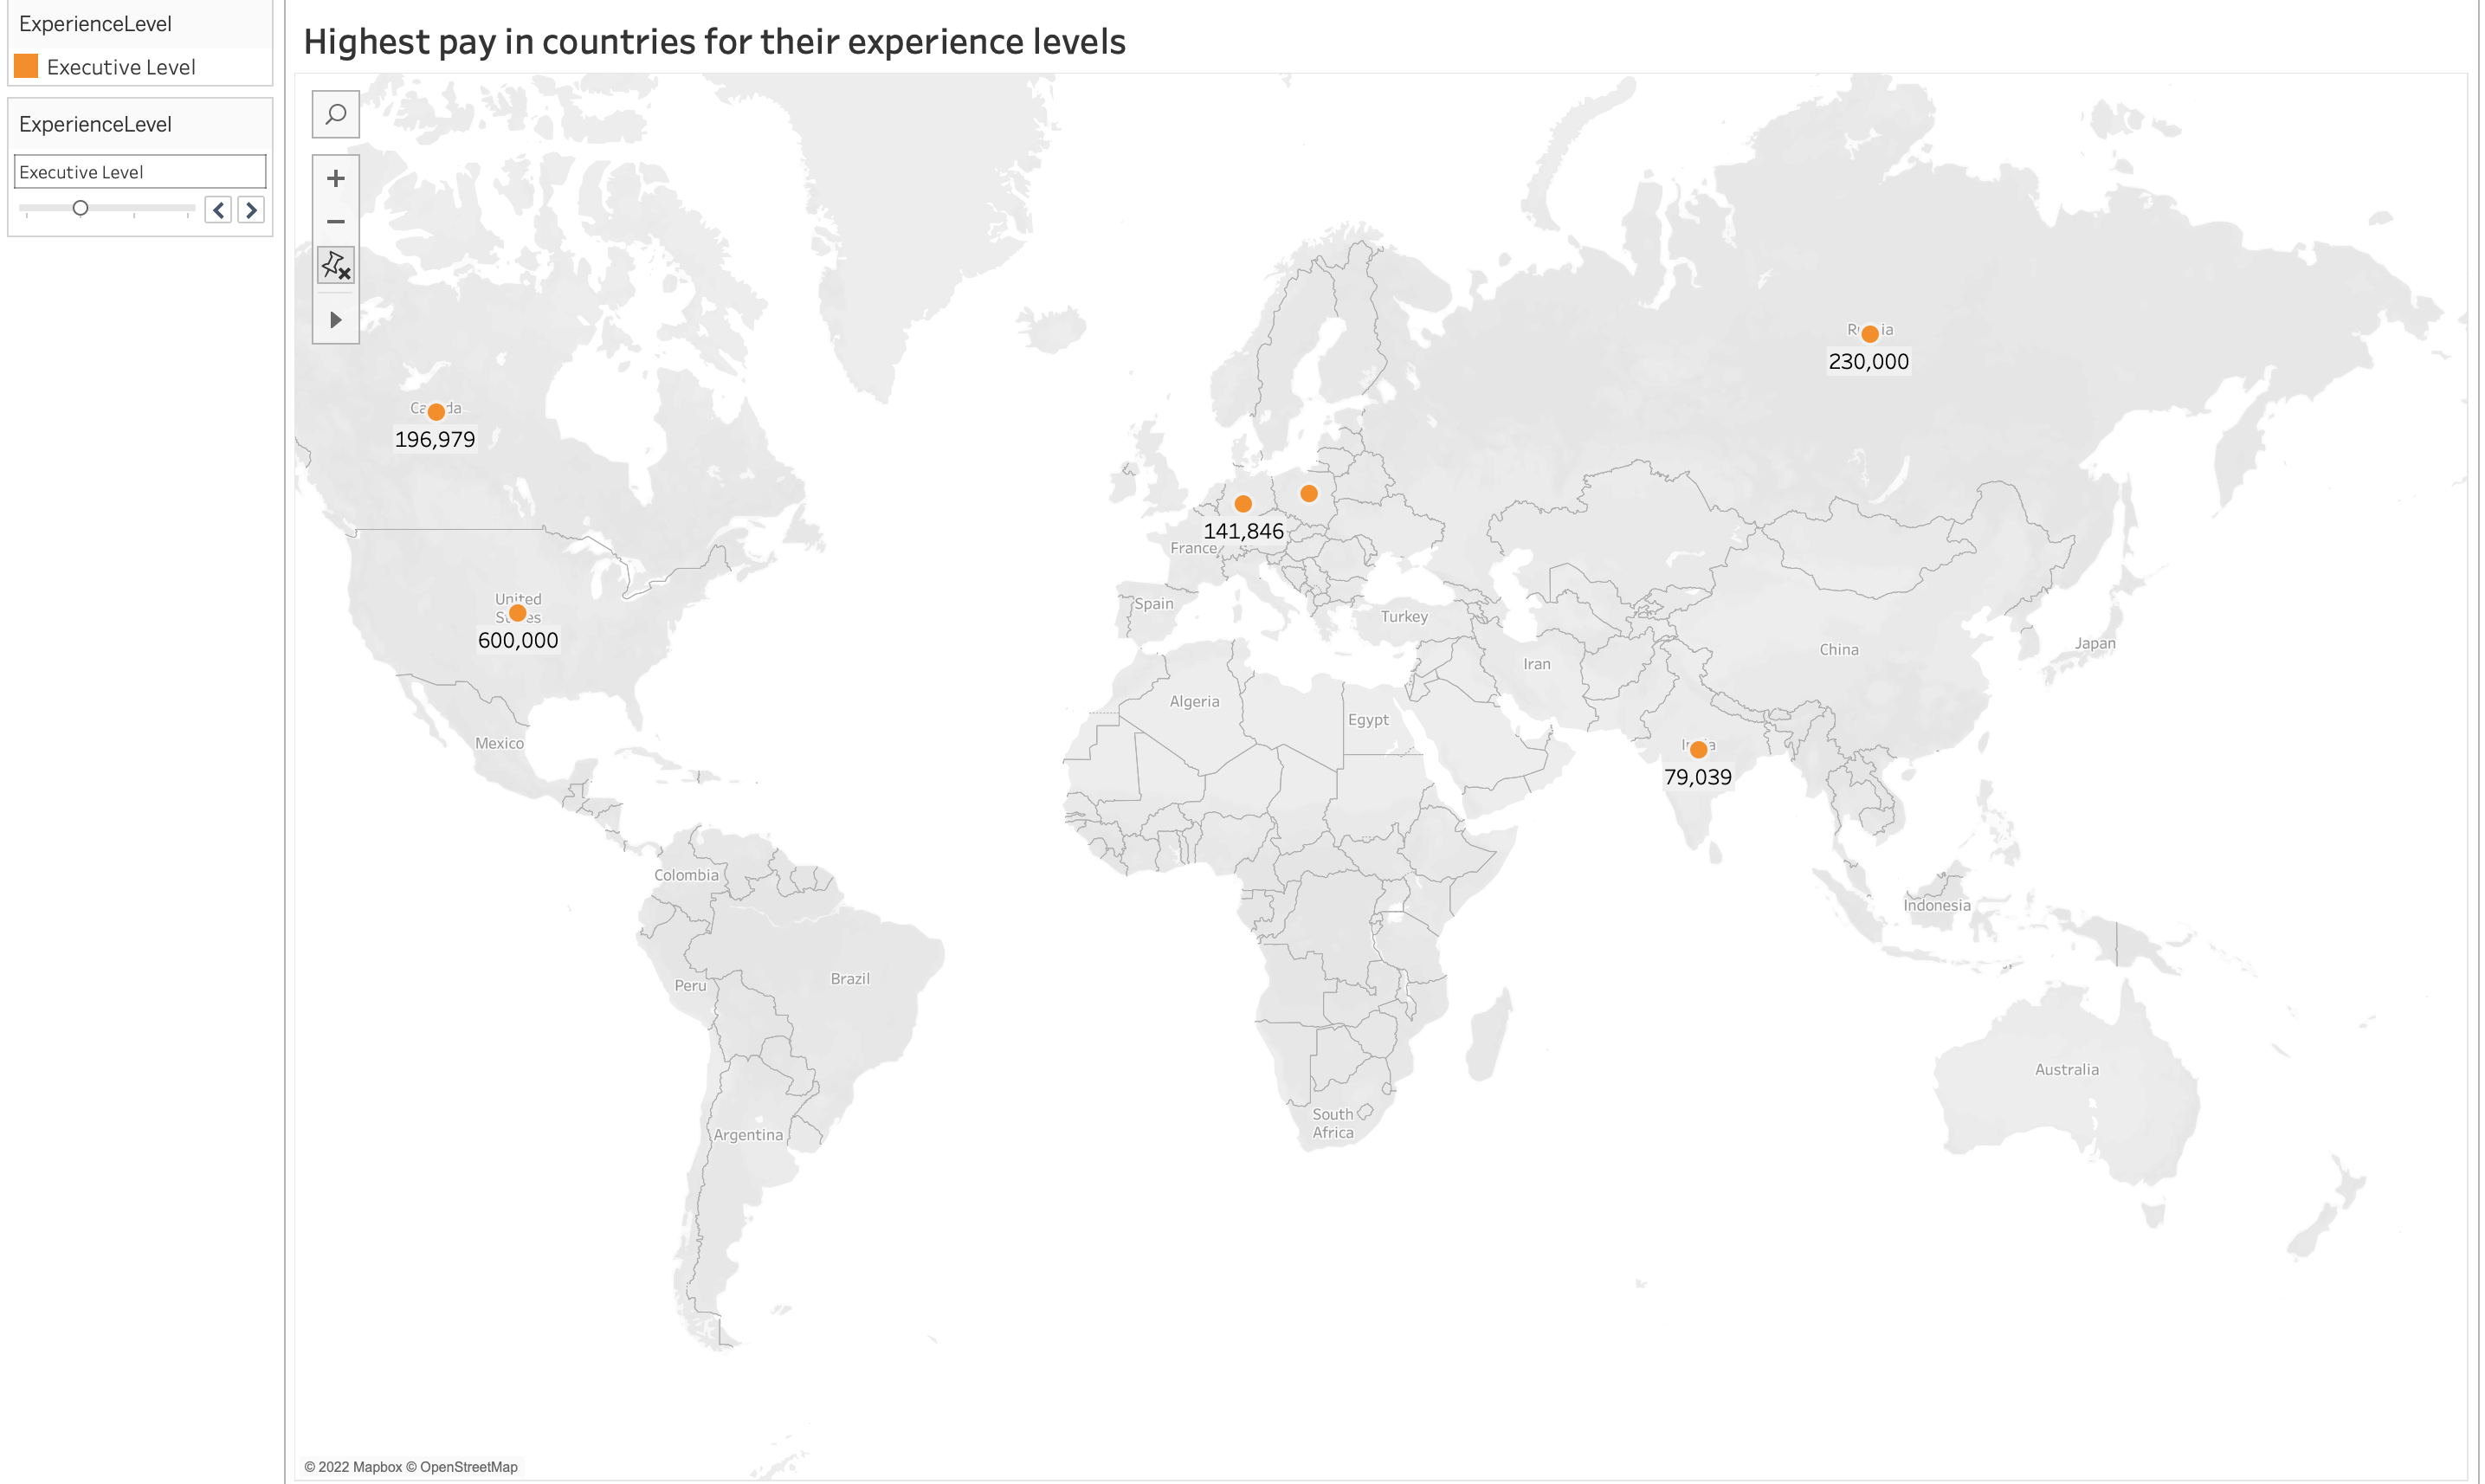 ExperienceLevel
Executive Level
ExperienceLevel
Executive Level
Highest pay in countries for their experience levels
230,000
196,979
141,846
France
United
600,000
Spain
Turkey
China
Japan
Iran
Algeria
Egypt
Mexico
79,039
Colombia
Indonesia
Brazil
Peru
Australia
South
Africa
Argentina
© 2022 Mapbox © OpenStreetMap